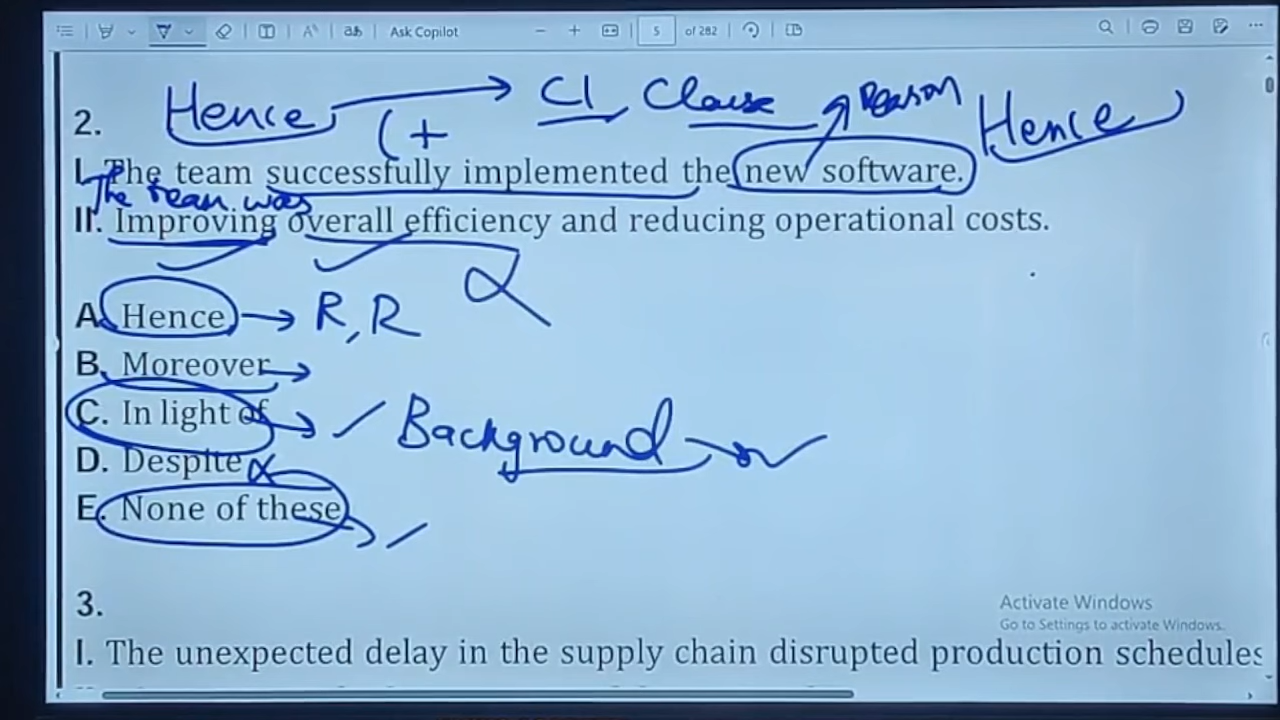 Ask Copilot
5 of 282
Hence → Cl, Clause Reason Hence
2. (+
I. The team successfully implemented the new software.
The team was
II. Improving overall efficiency and reducing operational costs.
A. Hence → R, R
B. Moreover
C. In light of Background
D. Despite
E. None of these
3.
Activate Windows
Go to Settings to activate Windows.
I. The unexpected delay in the supply chain disrupted production schedules